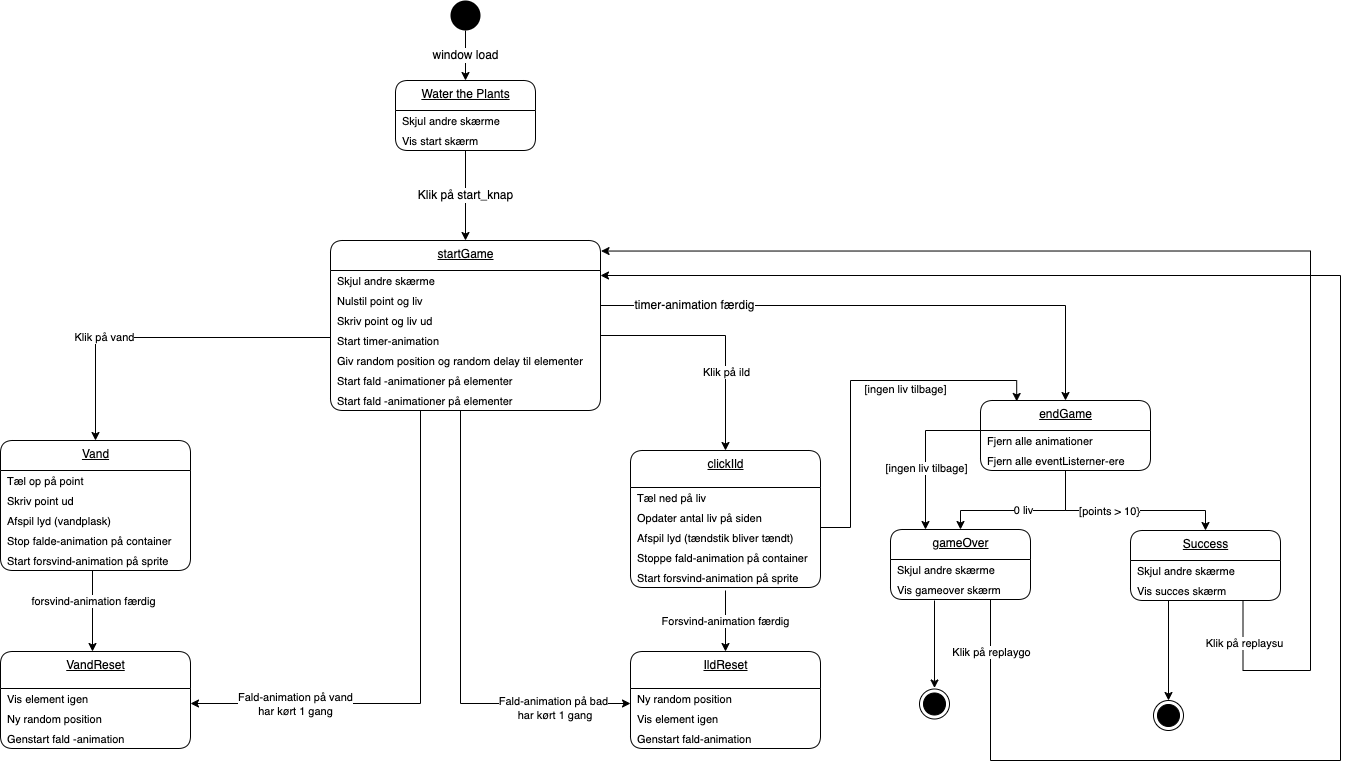 window load
Water the Plants
Skjul andre skærme
Vis start skærm
Klik på start_knap
startGame
Skjul andre skærme
Nulstil point og liv
Skriv point og liv ud
Start timer-animation
Giv random position og random delay til elementer
Start fald -animationer på elementer
Start fald -animationer på elementer
timer-animation færdig
Klik på vand
Klik på ild
[ingen liv tilbage]
endGame
Fjern alle animationer
Fjern alle eventListerner-ere
[ingen liv tilbage]
0 liv
[points > 10}
Vand
Tæl op på point
Skriv point ud
Afspil lyd (vandplask)
Stop falde-animation på container
Start forsvind-animation på sprite
clickIld
Tæl ned på liv
Opdater antal liv på siden
Afspil lyd (tændstik bliver tændt)
Stoppe fald-animation på container
Start forsvind-animation på sprite
gameOver
Skjul andre skærme
Vis gameover skærm
Success
Skjul andre skærme
Vis succes skærm
forsvind-animation færdig
Forsvind-animation færdig
Klik på replaygo
Klik på replaysu
VandReset
Vis element igen
Ny random position
Genstart fald -animation
Fald-animation på vand
har kørt 1 gang
Fald-animation på bad
har kørt 1 gang
IldReset
Ny random position
Vis element igen
Genstart fald-animation